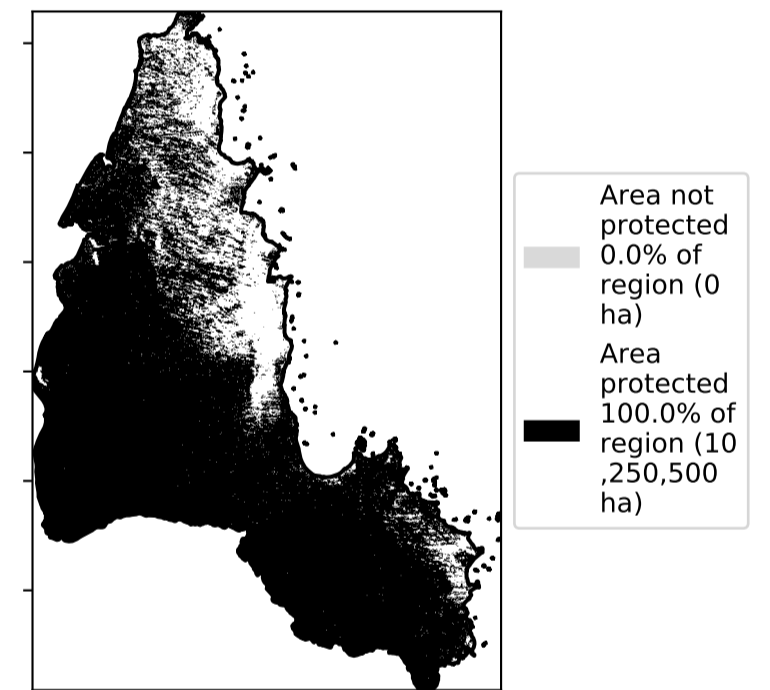 Area not
protected
0.0% of
region (0
ha)
Area
protected
100.0% of
region (10
,250,500
ha)